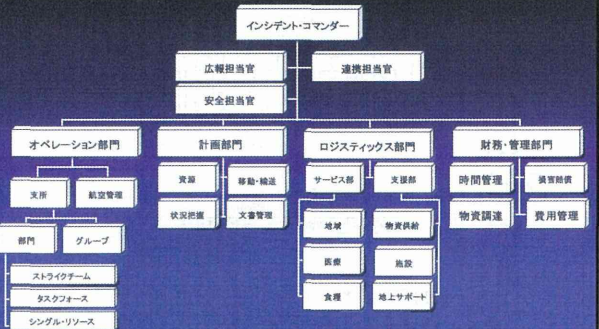 インシデント・コマンダー
広報担当官
連携担当官
安全担当官
オペレーション部門
計画部門
ロジスティックス部門
財務・管理部門
支所
航空管理
資源
移動・輸送
サービス部
支援部
時間管理
損害賠償
状況把握
文書管理
物資調達
費用管理
部門
グループ
地域
物資供給
ストライクチーム
医療
施設
タスクフォース
食理
地上サポート
シングル・リソース